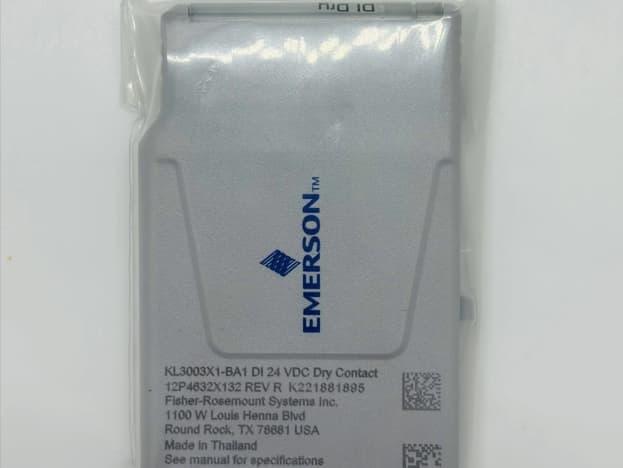 DI Dry
EMERSON™
KL3003X1-BA1 DI 24 VDC Dry Contact
12P4632X132 REV R K221881895
Fisher-Rosemount Systems Inc.
1100 W Louis Henna Blvd
Round Rock, TX 78681 USA
Made in Thailand
See manual for specifications